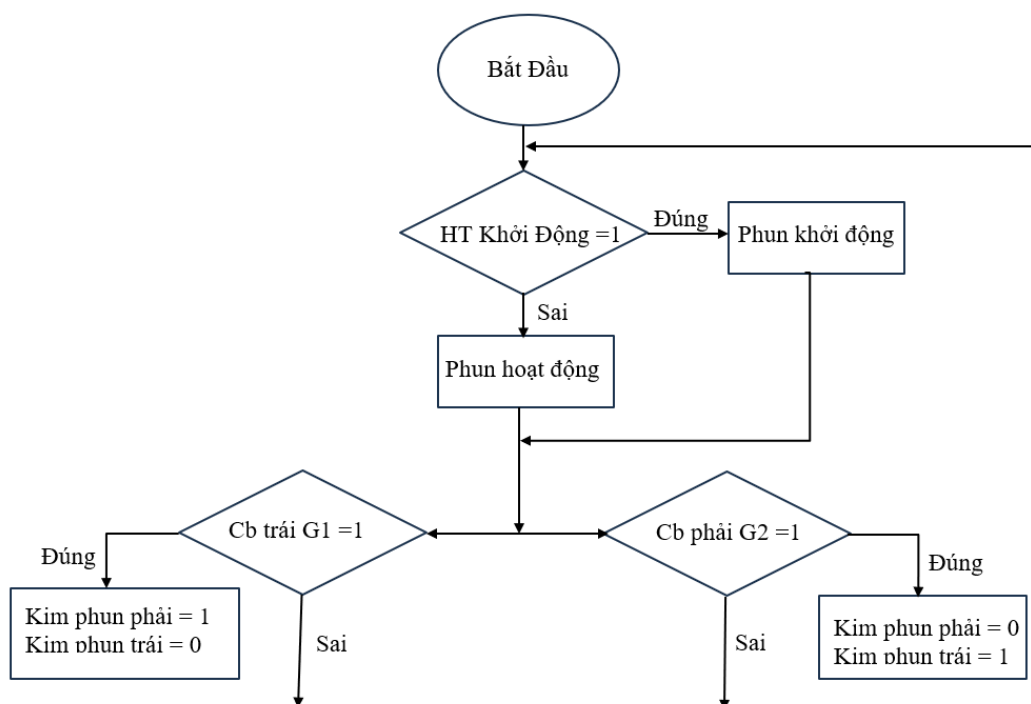 Bắt Đầu
HT Khởi Động =1
Đúng
Phun khởi động
Sai
Phun hoạt động
Cb trái G1 =1
Cb phải G2 =1
Đúng
Đúng
Kim phun phải = 1
Kim phun trái = 0
Sai
Sai
Kim phun phải = 0
Kim phun trái = 1